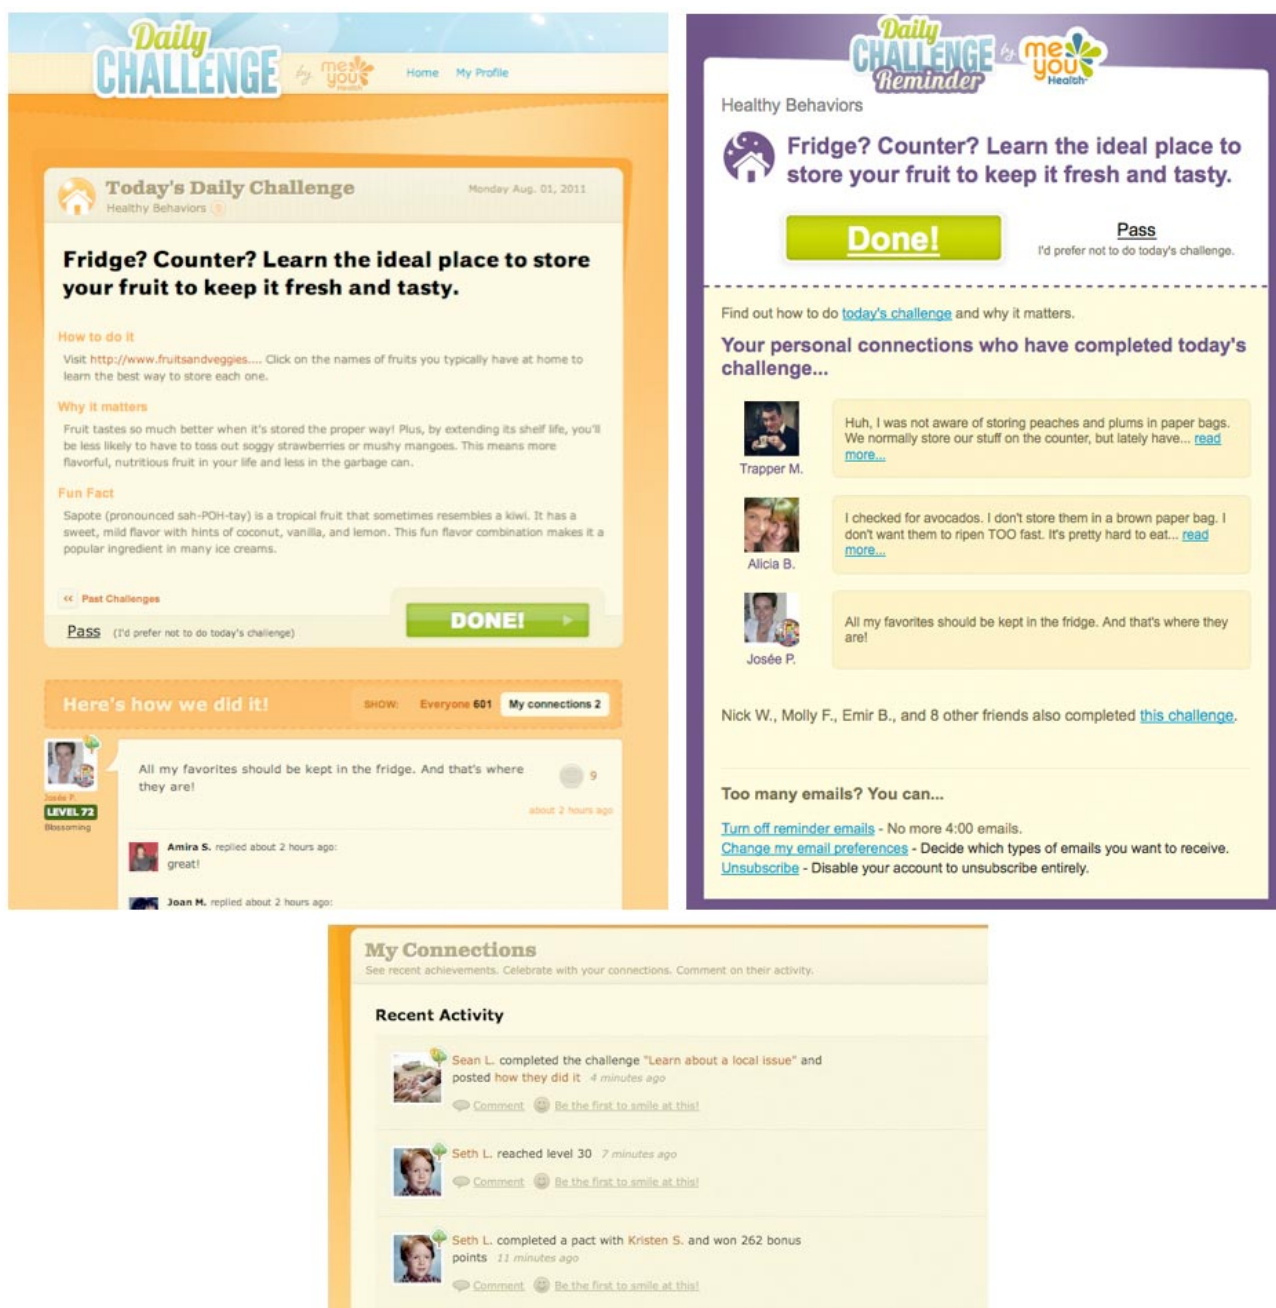 Daily
CHALLENGE
by me you Health
Home My Profile
Today's Daily Challenge
Monday Aug. 01, 2011
Healthy Behaviors
Fridge? Counter? Learn the ideal place to store
your fruit to keep it fresh and tasty.
How to do it
Visit http://www.fruitsandveggies.... Click on the names of fruits you typically have at home to
learn the best way to store each one.
Why it matters
Fruit tastes so much better when it's stored the proper way! Plus, by extending its shelf life, you'll
be less likely to have to toss out soggy strawberries or mushy mangoes. This means more
flavorful, nutritious fruit in your life and less in the garbage can.
Fun Fact
Sapote (pronounced sah-POH-tay) is a tropical fruit that sometimes resembles a kiwi. It has a
sweet, mild flavor with hints of coconut, vanilla, and lemon. This fun flavor combination makes it a
popular ingredient in many ice creams.
<< Past Challenges
DONE!
Pass (I'd prefer not to do today's challenge)
Here's how we did it!
SHOW: Everyone 601 My connections 2
All my favorites should be kept in the fridge. And that's where
they are!
9
Josée P.
LEVEL 72
Blossoming
about 2 hours ago
Amira S. replied about 2 hours ago:
great!
Joan M. replied about 2 hours ago:
Daily
CHALLENGE
Reminder
by me you Health
Healthy Behaviors
Fridge? Counter? Learn the ideal place to
store your fruit to keep it fresh and tasty.
Done!
Pass
I'd prefer not to do today's challenge.
Find out how to do today's challenge and why it matters.
Your personal connections who have completed today's
challenge...
Huh, I was not aware of storing peaches and plums in paper bags.
We normally store our stuff on the counter, but lately have... read
more...
Trapper M.
I checked for avocados. I don't store them in a brown paper bag. I
don't want them to ripen TOO fast. It's pretty hard to eat... read
more...
Alicia B.
All my favorites should be kept in the fridge. And that's where they
are!
Josée P.
Nick W., Molly F., Emir B., and 8 other friends also completed this challenge.
Too many emails? You can...
Turn off reminder emails - No more 4:00 emails.
Change my email preferences - Decide which types of emails you want to receive.
Unsubscribe - Disable your account to unsubscribe entirely.
My Connections
See recent achievements. Celebrate with your connections. Comment on their activity.
Recent Activity
Sean L. completed the challenge "Learn about a local issue" and
posted how they did it 4 minutes ago
Comment Be the first to smile at this!
Seth L. reached level 30 7 minutes ago
Comment Be the first to smile at this!
Seth L. completed a pact with Kristen S. and won 262 bonus
points 11 minutes ago
Comment Be the first to smile at this!